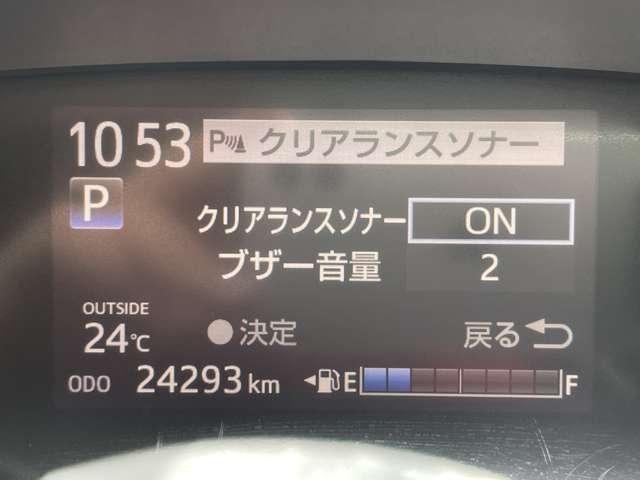 10 53 P クリアランスソナー
P
クリアランスソナー ON
ブザー音量 2
OUTSIDE
24℃ ●決定 戻る
ODO 24293 km E F